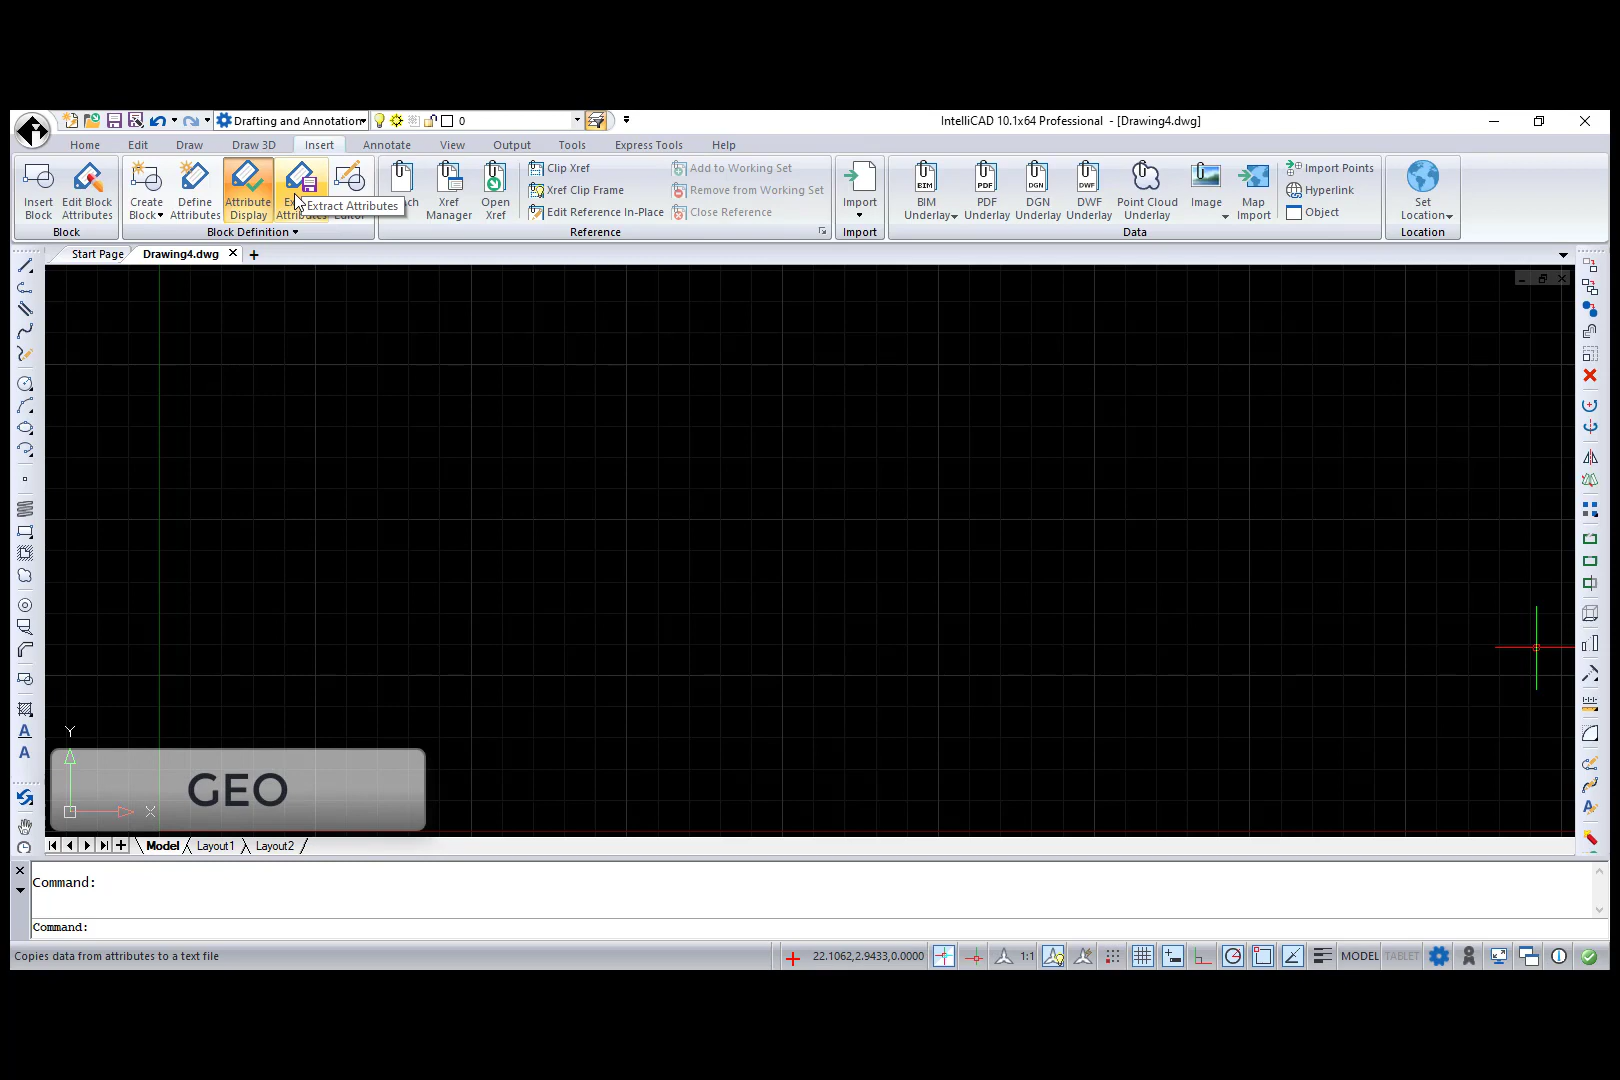 Drafting and Annotation
0
IntelliCAD 10.1x64 Professional - [Drawing4.dwg]
Home Edit Draw Draw 3D Insert Annotate View Output Tools Express Tools Help
Insert Block
Edit Block Attributes
Block
Create Block
Define Attributes
Attribute Display
Attributes
Extract Attributes
Block Definition
Xref Manager
Open Xref
Clip Xref
Xref Clip Frame
Edit Reference In-Place
Add to Working Set
Remove from Working Set
Close Reference
Reference
Import
Import
BIM Underlay
PDF Underlay
DGN Underlay
DWF Underlay
Point Cloud Underlay
Image
Map Import
Import Points
Hyperlink
Object
Data
Set Location
Location
BIM
PDF
DGN
DWF
Start Page
Drawing4.dwg
Y
X
GEO
Model Layout1 Layout2
Command:
Command:
Copies data from attributes to a text file
22.1062,2.9433,0.0000
1:1
MODEL
TABLET